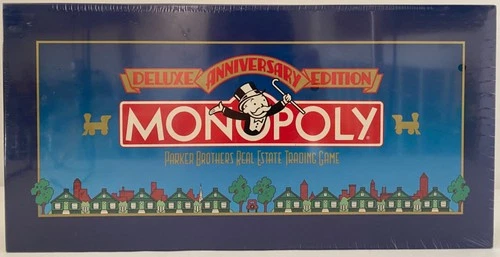 DELUXE ANNIVERSARY EDITION
MONOPOLY
PARKER BROTHERS REAL ESTATE TRADING GAME